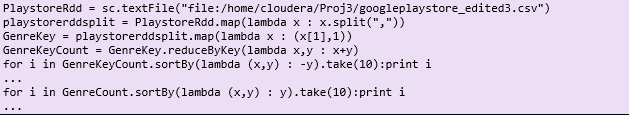 PlaystoreRdd = sc.textFile("file:/home/cloudera/Proj3/googleplaystore_edited3.csv")
playstorerddsplit = PlaystoreRdd.map(lambda x : x.split(","))
GenreKey = playstorerddsplit.map(lambda x : (x[1],1))
GenreKeyCount = GenreKey.reduceByKey(lambda x,y : x+y)
for i in GenreKeyCount.sortBy(lambda (x,y) : -y).take(10):print i
...
for i in GenreCount.sortBy(lambda (x,y) : y).take(10):print i
...